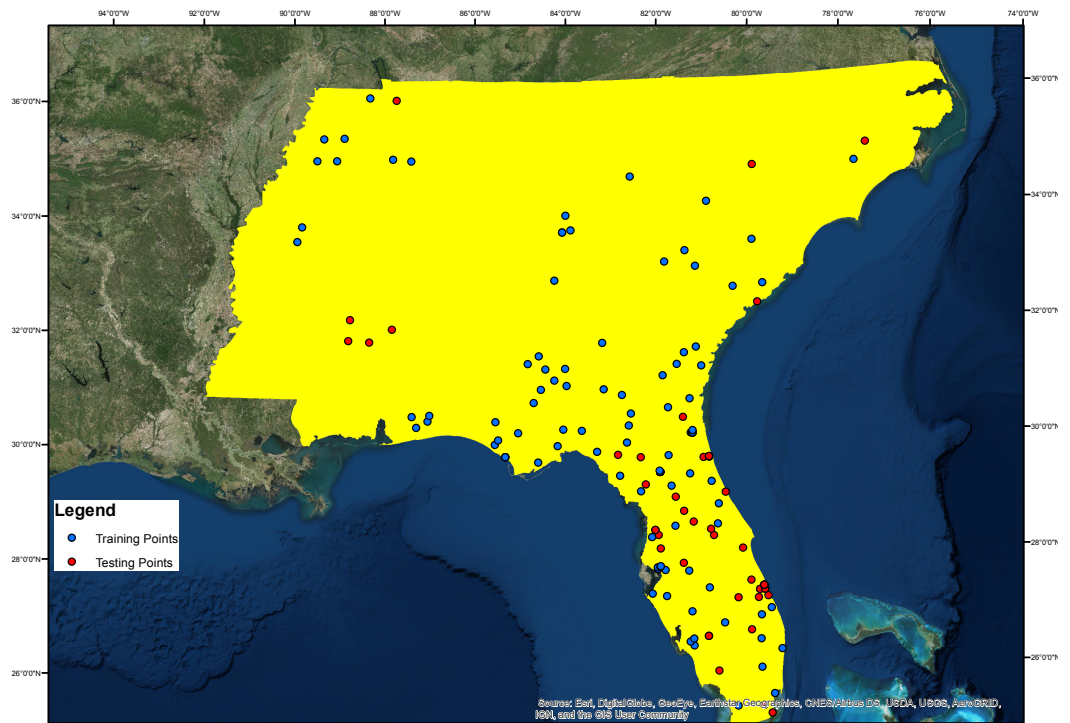 94°0'0"W 92°0'0"W 90°0'0"W 88°0'0"W 86°0'0"W 84°0'0"W 82°0'0"W 80°0'0"W 78°0'0"W 76°0'0"W 74°0'0"W
36°0'0"N 36°0'0"N
34°0'0"N 34°0'0"N
32°0'0"N 32°0'0"N
30°0'0"N 30°0'0"N
Legend
Training Points
Testing Points
28°0'0"N 28°0'0"N
26°0'0"N 26°0'0"N
Source: Esri, DigitalGlobe, GeoEye, Earthstar Geographics, CNES/Airbus DS, USDA, USGS, AeroGRID,
IGN, and the GIS User Community